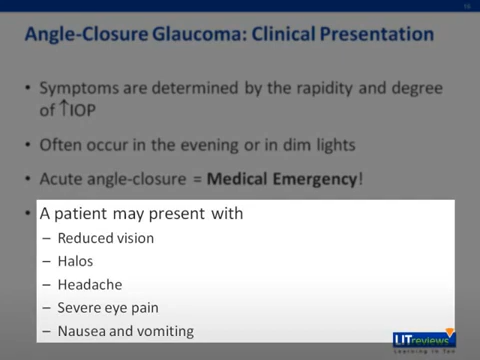 Angle-Closure Glaucoma: Clinical Presentation
• Symptoms are determined by the rapidity and degree
of ↑IOP
• Often occur in the evening or in dim lights
• Acute angle-closure = Medical Emergency!
• A patient may present with
– Reduced vision
– Halos
– Headache
– Severe eye pain
– Nausea and vomiting
LITreviews
Learning in Ten